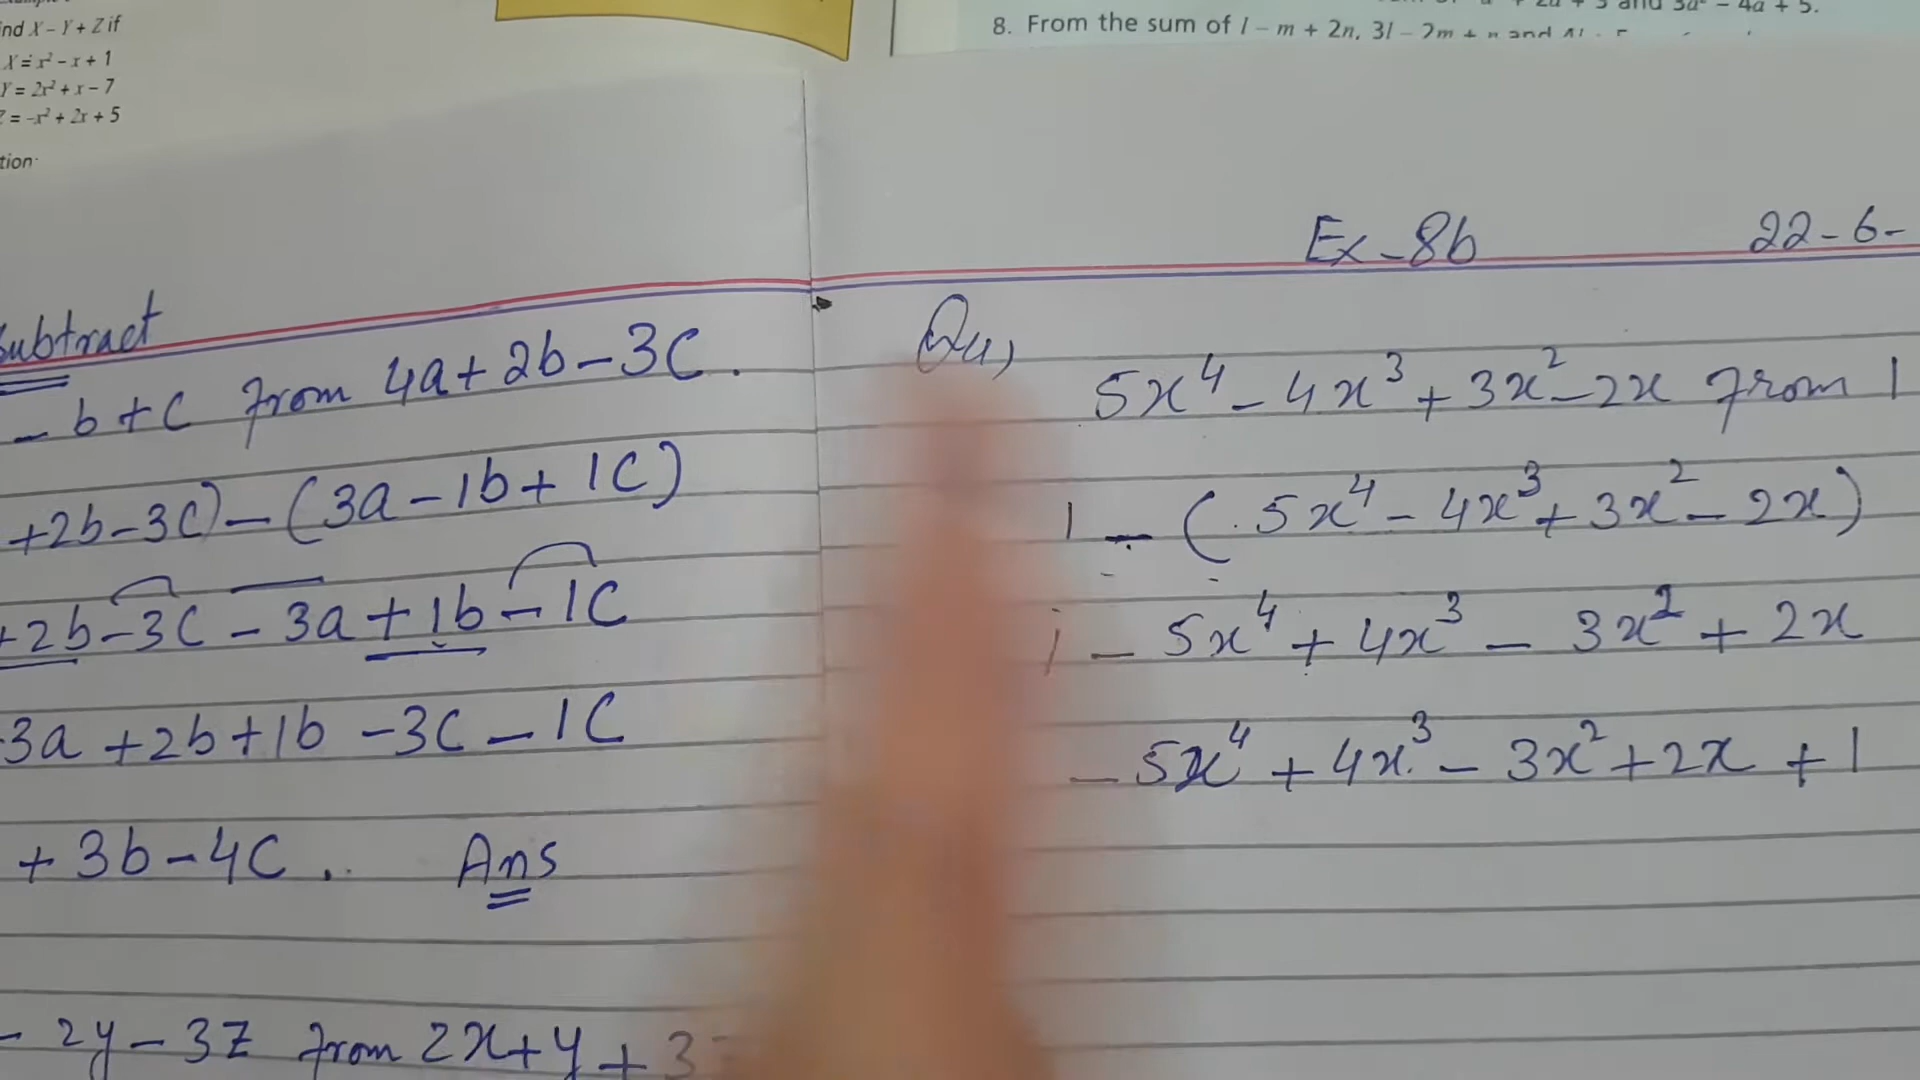 ind X – Y + Z if
X = x² – x + 1
Y = 2x² + x – 7
Z = –x² + 2x + 5
tion
8. From the sum of l – m + 2n, 3l – 2m + n and
Subtract
– b + c from 4a + 2b – 3c.
+2b – 3c) – (3a – 1b + 1c)
+2b – 3c – 3a + 1b – 1c
3a + 2b + 1b – 3c – 1c
+ 3b – 4c. Ans
– 2y – 3z from 2x + y + 3
Ex – 8b 22 – 6 –
Q4)
5x⁴ – 4x³ + 3x² – 2x from 1
1 – (5x⁴ – 4x³ + 3x² – 2x)
1 – 5x⁴ + 4x³ – 3x² + 2x
– 5x⁴ + 4x³ – 3x² + 2x + 1